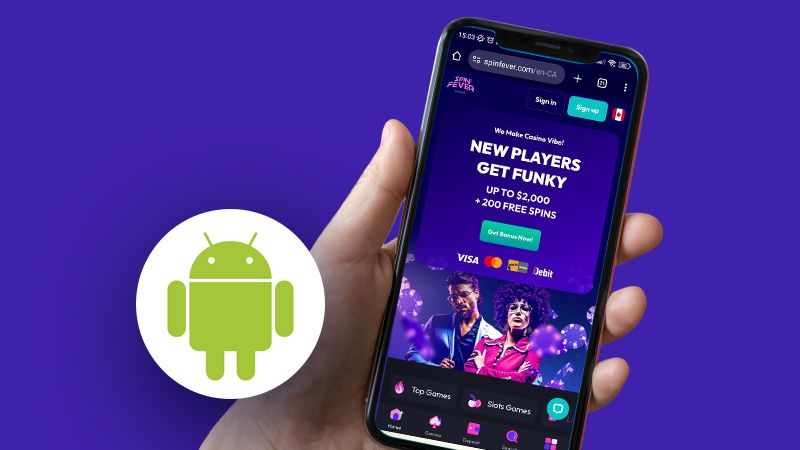 15:03
spinfever.com/en-CA
21
SPIN
FEVER
Sign in
Sign up
We Make Casino Vibe!
NEW PLAYERS
GET FUNKY
UP TO $2,000
+ 200 FREE SPINS
Get Bonus Now!
VISA
Debit
Top Games
Slots Games
Home
Games
Deposit
Search